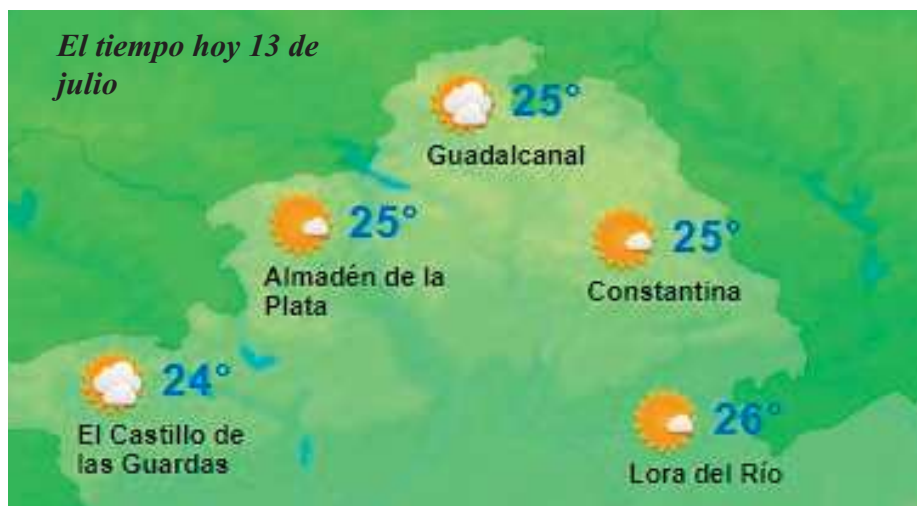 El tiempo hoy 13 de
julio
25°
Guadalcanal
25°
Almadén de la
Plata
25°
Constantina
24°
El Castillo de
las Guardas
26°
Lora del Río